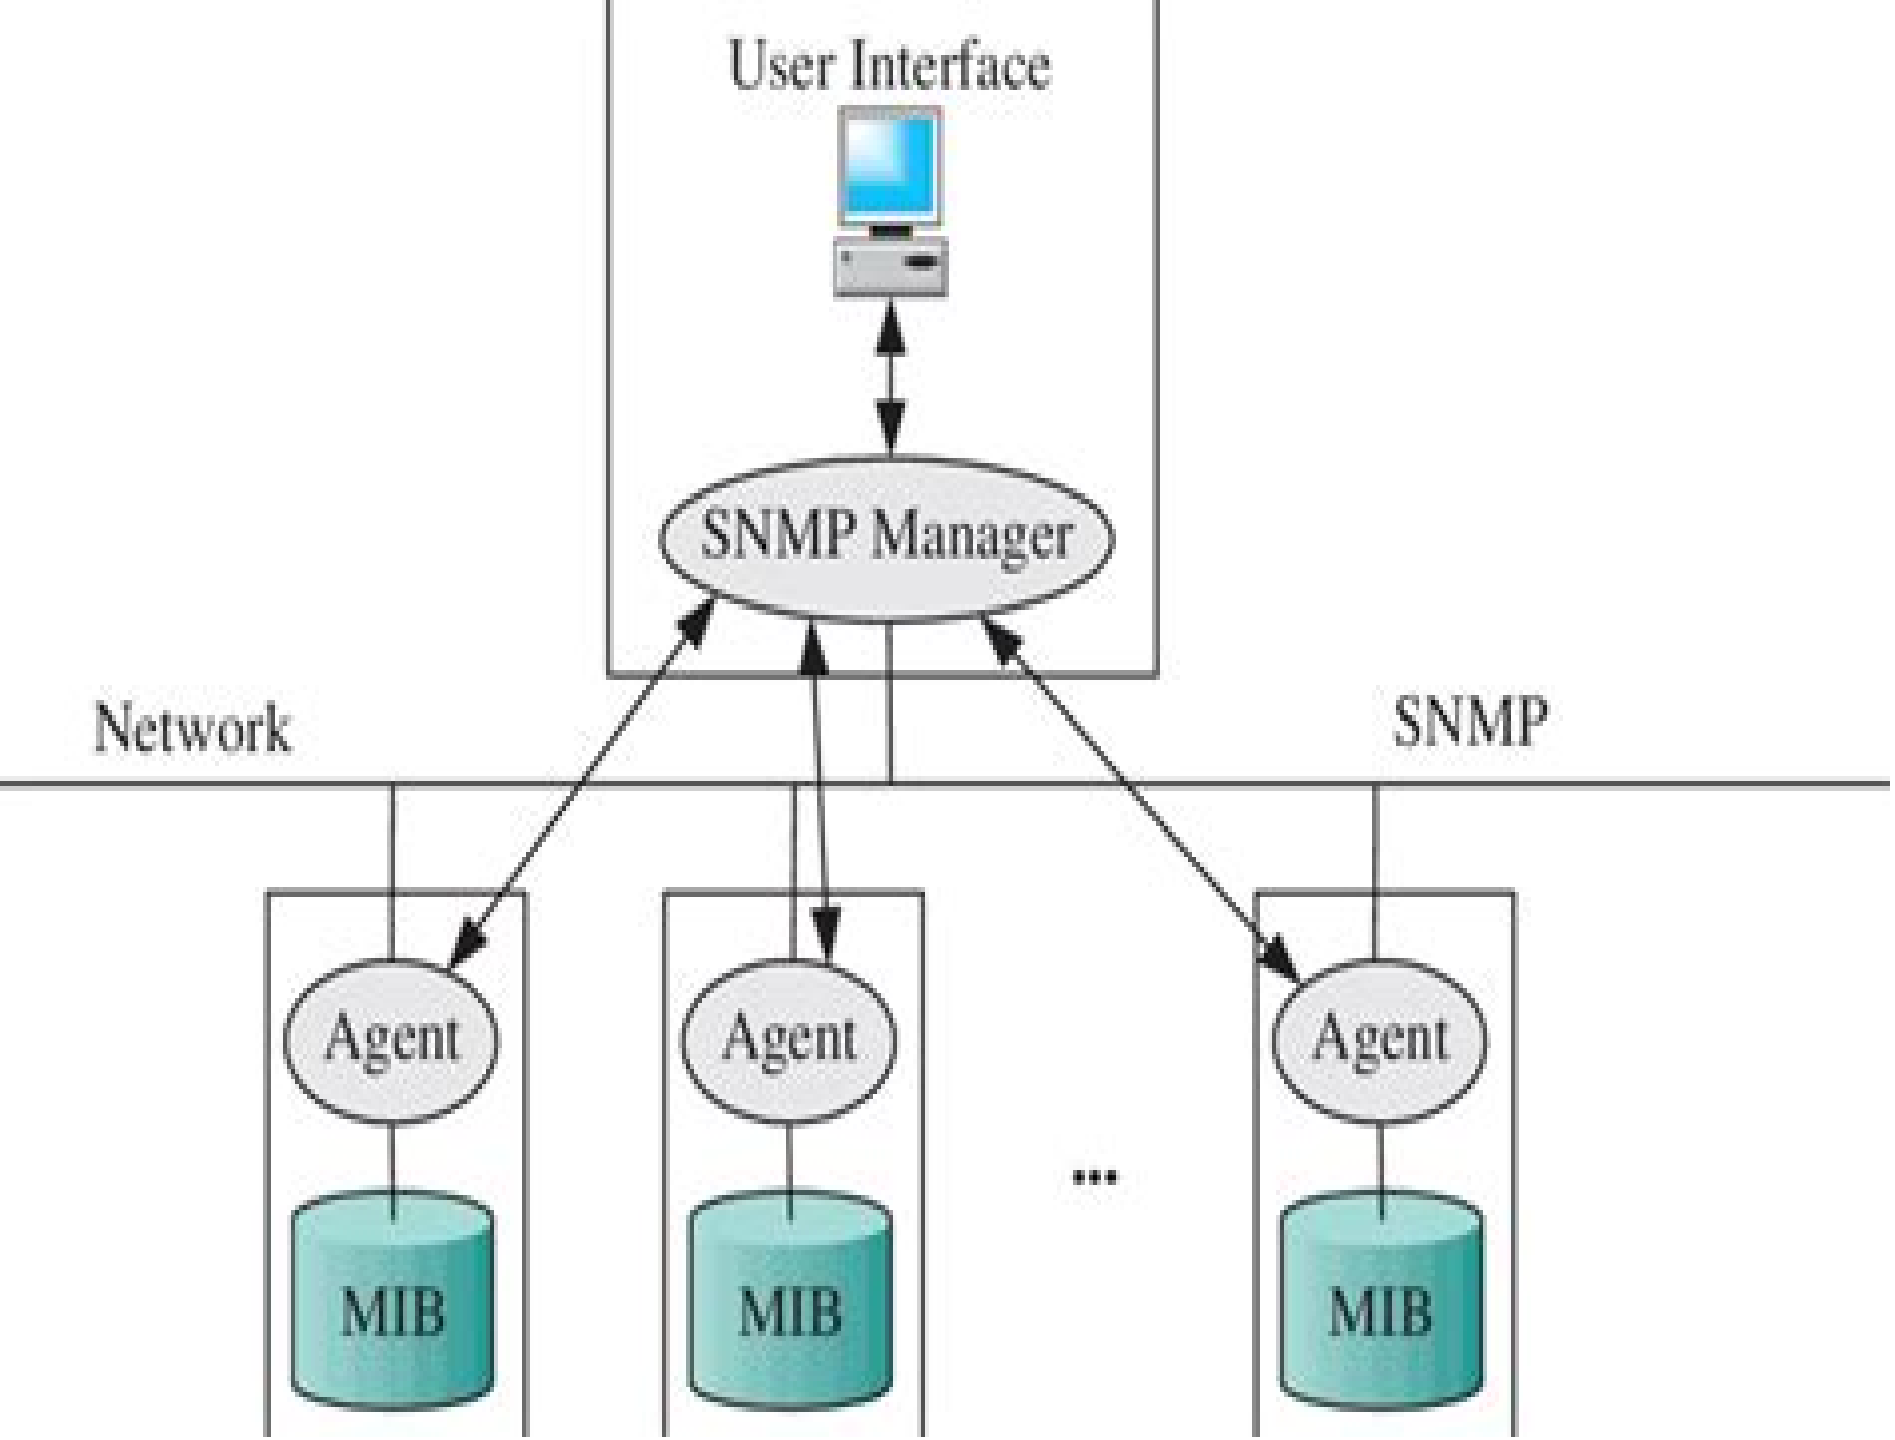 User Interface
SNMP Manager
Network
SNMP
Agent
Agent
Agent
...
MIB
MIB
MIB